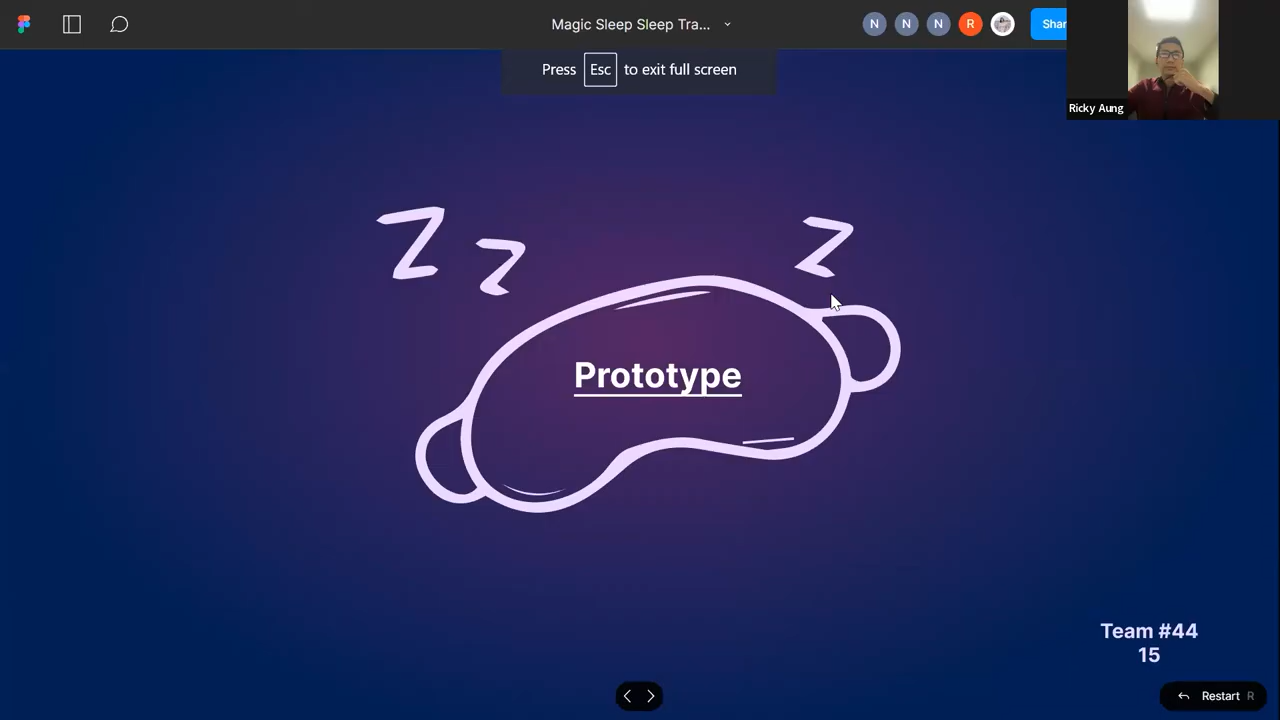 Magic Sleep Sleep Tra...
N N N R
Shar
Press Esc to exit full screen
Ricky Aung
Z Z Z
Prototype
Team #44
15
Restart R